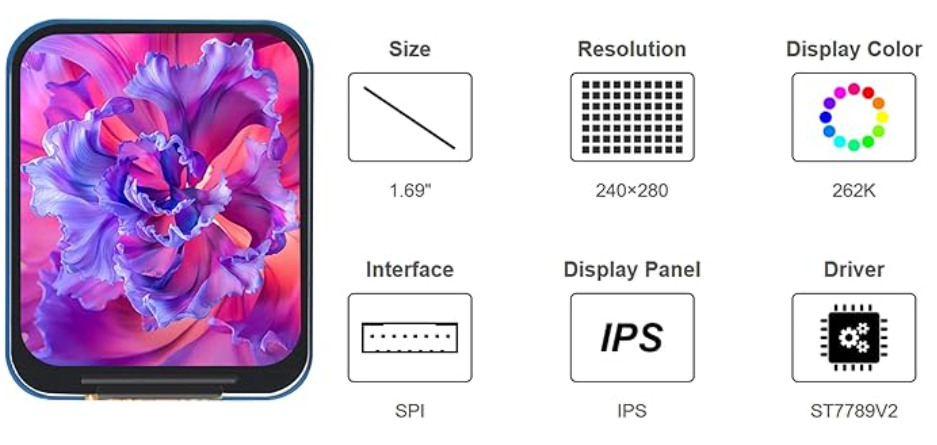 Size
Resolution
Display Color
1.69"
240×280
262K
Interface
Display Panel
Driver
IPS
SPI
IPS
ST7789V2